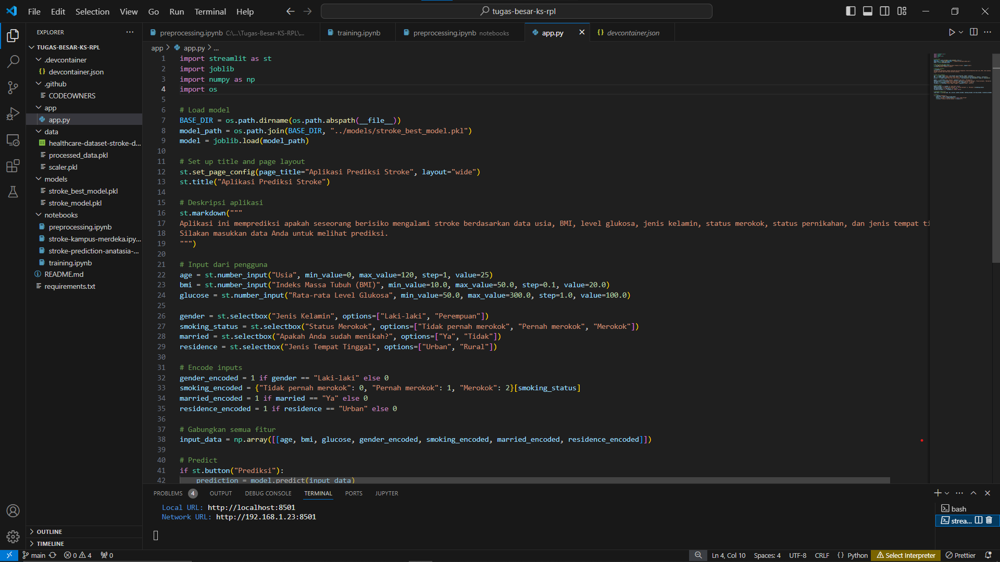 File Edit Selection View Go Run Terminal Help
tugas-besar-ks-rpl
EXPLORER
TUGAS-BESAR-KS-RPL
.devcontainer
devcontainer.json
.github
CODEOWNERS
app
app.py
data
healthcare-dataset-stroke-d...
processed_data.pkl
scaler.pkl
models
stroke_best_model.pkl
stroke_model.pkl
notebooks
preprocessing.ipynb
stroke-kampus-merdeka.ipy...
stroke-prediction-anatasia-...
training.ipynb
README.md
requirements.txt
OUTLINE
TIMELINE
preprocessing.ipynb C:\...\Tugas-Besar-KS-RPL\...
training.ipynb
preprocessing.ipynb notebooks
app.py
devcontainer.json
app > app.py > ...
1 import streamlit as st
2 import joblib
3 import numpy as np
4 import os
5
6 # Load model
7 BASE_DIR = os.path.dirname(os.path.abspath(__file__))
8 model_path = os.path.join(BASE_DIR, "../models/stroke_best_model.pkl")
9 model = joblib.load(model_path)
10
11 # Set up title and page layout
12 st.set_page_config(page_title="Aplikasi Prediksi Stroke", layout="wide")
13 st.title("Aplikasi Prediksi Stroke")
14
15 # Deskripsi aplikasi
16 st.markdown("""
17 Aplikasi ini memprediksi apakah seseorang berisiko mengalami stroke berdasarkan data usia, BMI, level glukosa, jenis kelamin, status merokok, status pernikahan, dan jenis tempat ti
18 Silakan masukkan data Anda untuk melihat prediksi.
19 """)
20
21 # Input dari pengguna
22 age = st.number_input("Usia", min_value=0, max_value=120, step=1, value=25)
23 bmi = st.number_input("Indeks Massa Tubuh (BMI)", min_value=10.0, max_value=50.0, step=0.1, value=20.0)
24 glucose = st.number_input("Rata-rata Level Glukosa", min_value=50.0, max_value=300.0, step=1.0, value=100.0)
25
26 gender = st.selectbox("Jenis Kelamin", options=["Laki-laki", "Perempuan"])
27 smoking_status = st.selectbox("Status Merokok", options=["Tidak pernah merokok", "Pernah merokok", "Merokok"])
28 married = st.selectbox("Apakah Anda sudah menikah?", options=["Ya", "Tidak"])
29 residence = st.selectbox("Jenis Tempat Tinggal", options=["Urban", "Rural"])
30
31 # Encode inputs
32 gender_encoded = 1 if gender == "Laki-laki" else 0
33 smoking_encoded = {"Tidak pernah merokok": 0, "Pernah merokok": 1, "Merokok": 2}[smoking_status]
34 married_encoded = 1 if married == "Ya" else 0
35 residence_encoded = 1 if residence == "Urban" else 0
36
37 # Gabungkan semua fitur
38 input_data = np.array([[age, bmi, glucose, gender_encoded, smoking_encoded, married_encoded, residence_encoded]])
39
40 # Predict
41 if st.button("Prediksi"):
42 prediction = model.predict(input_data)
PROBLEMS 4 OUTPUT DEBUG CONSOLE TERMINAL PORTS JUPYTER
Local URL: http://localhost:8501
Network URL: http://192.168.1.23:8501
bash
strea...
main 0 4 0
Ln 4, Col 10 Spaces: 4 UTF-8 CRLF { } Python Select Interpreter Prettier